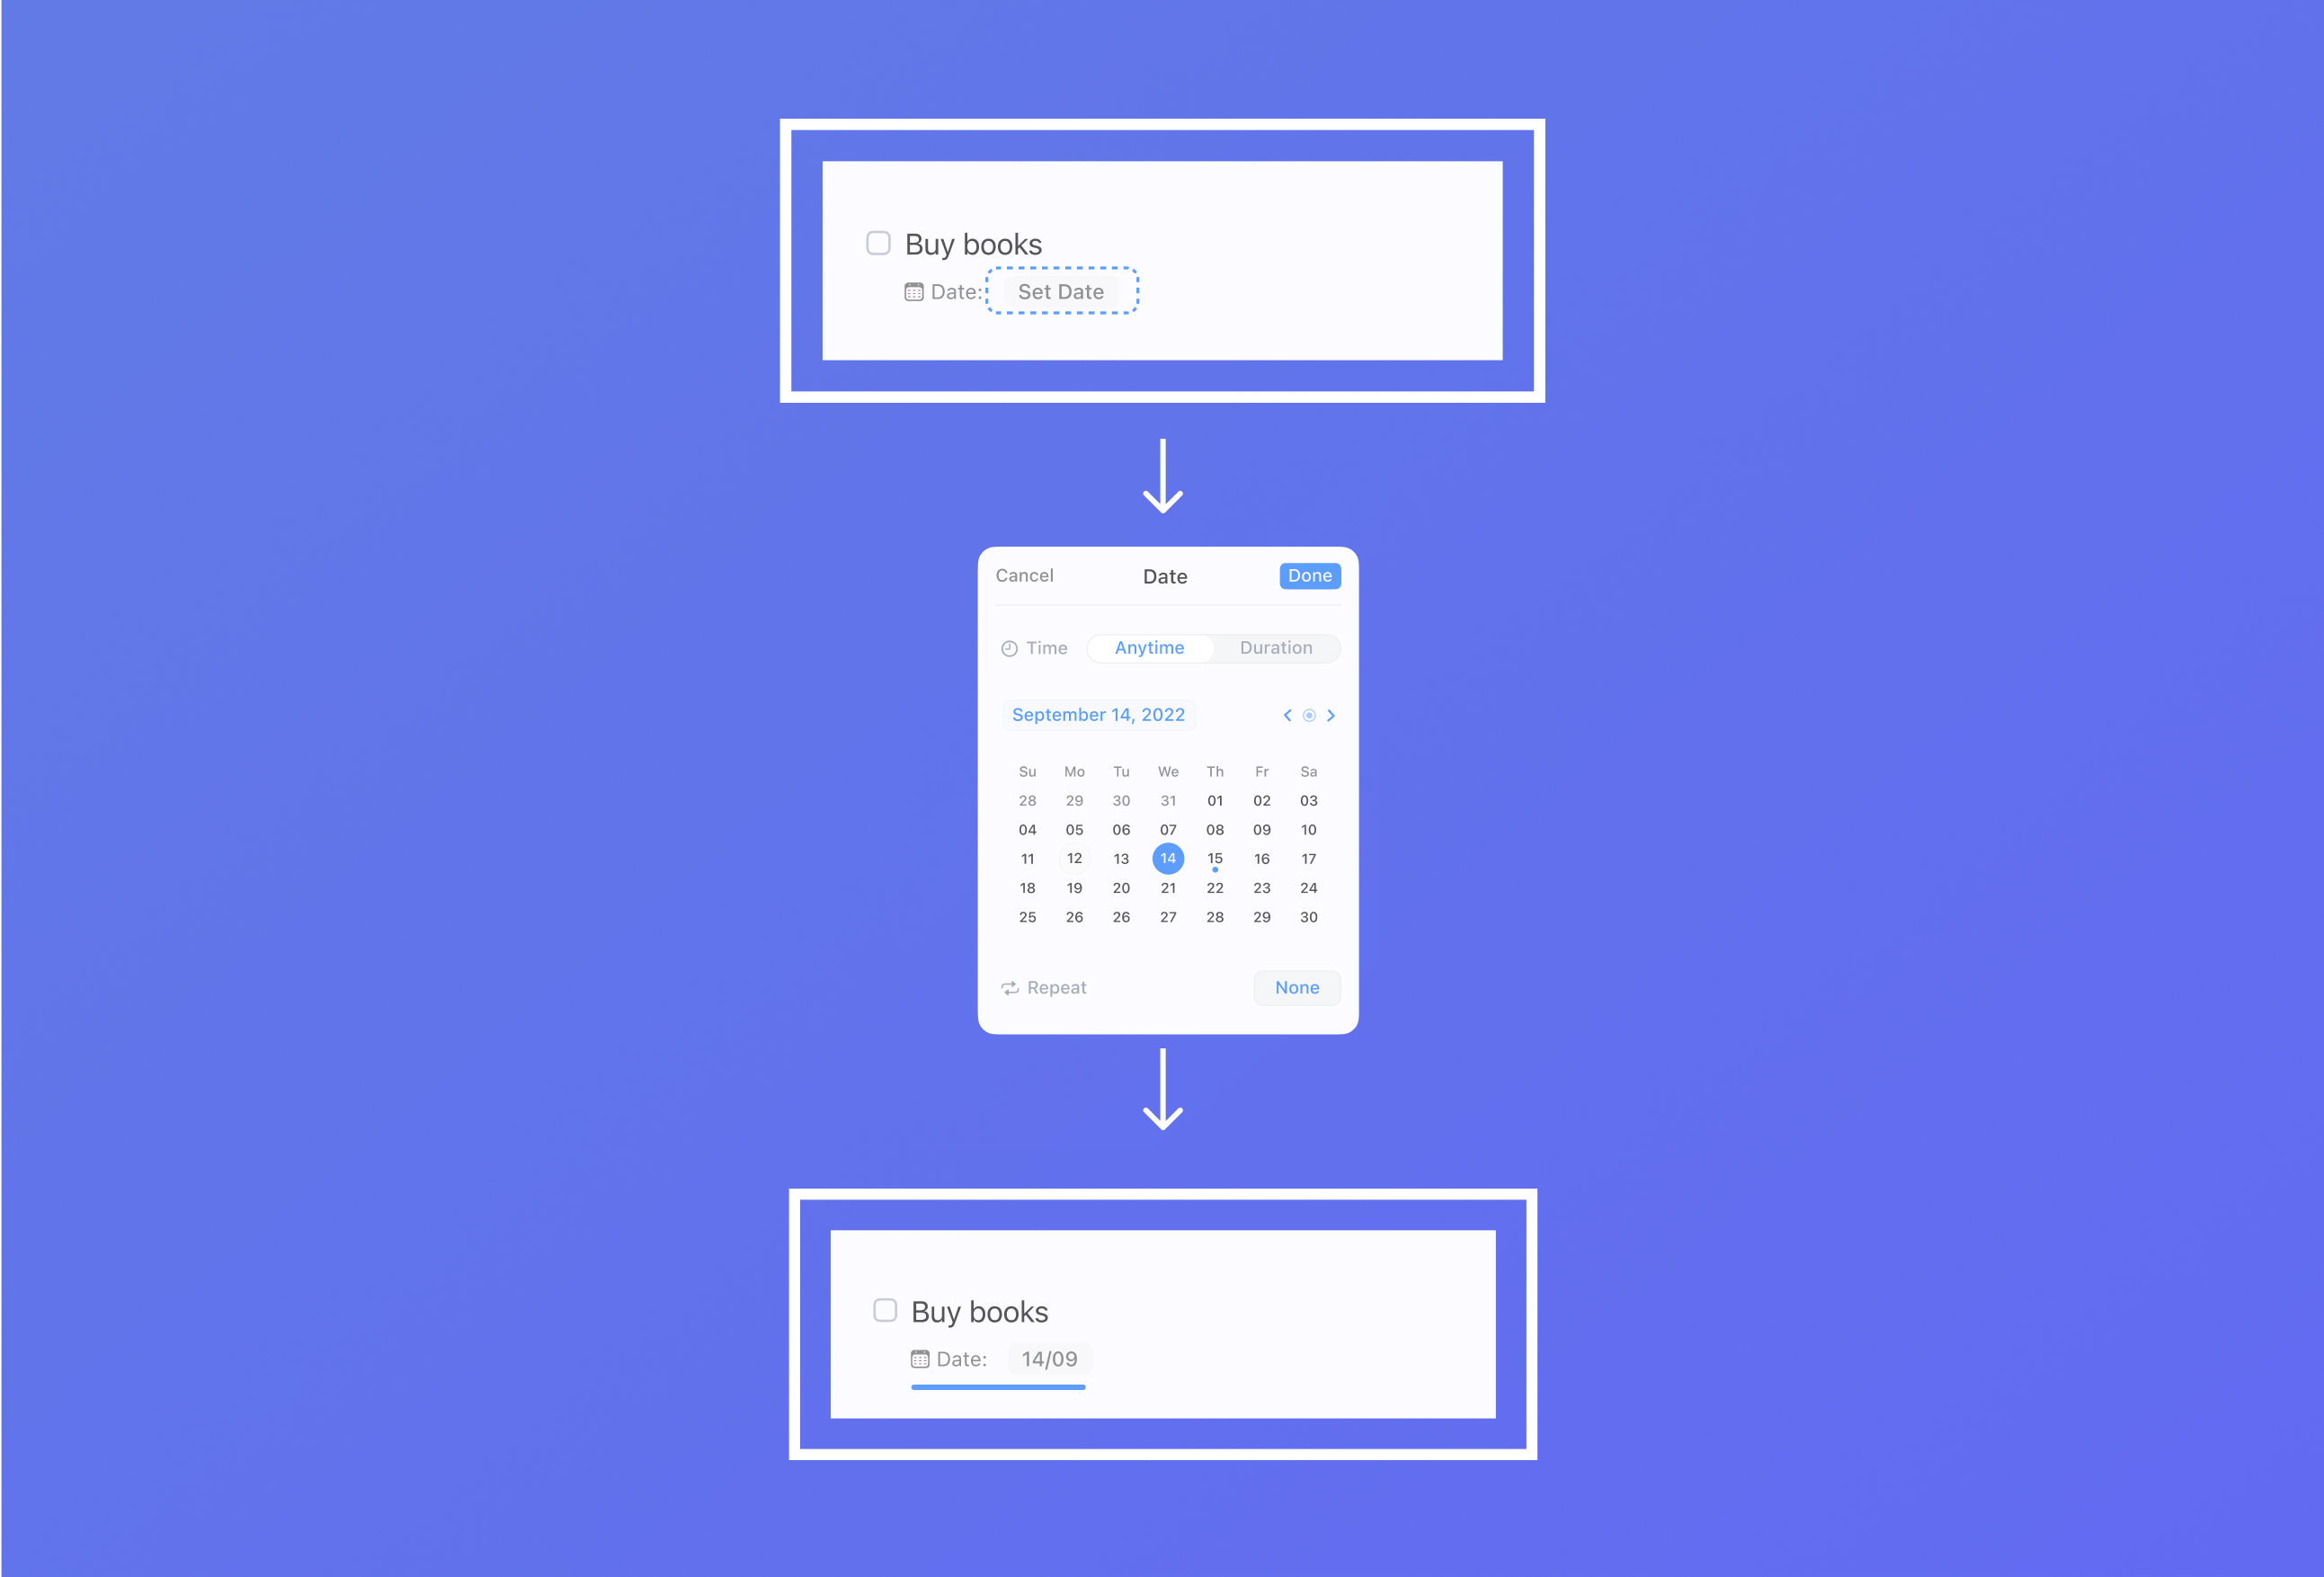 Buy books
Date: Set Date
Cancel Date Done
Time Anytime Duration
September 14, 2022
Su Mo Tu We Th Fr Sa
28 29 30 31 01 02 03
04 05 06 07 08 09 10
11 12 13 14 15 16 17
18 19 20 21 22 23 24
25 26 26 27 28 29 30
Repeat None
Buy books
Date: 14/09